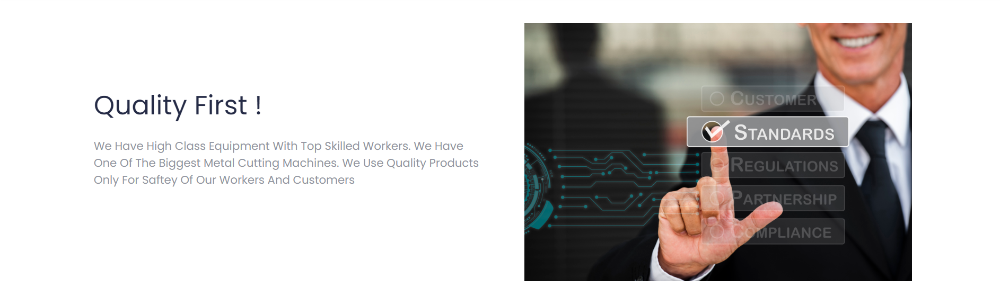 Quality First !
We Have High Class Equipment With Top Skilled Workers. We Have
One Of The Biggest Metal Cutting Machines. We Use Quality Products
Only For Saftey Of Our Workers And Customers
CUSTOMER
STANDARDS
REGULATIONS
PARTNERSHIP
COMPLIANCE